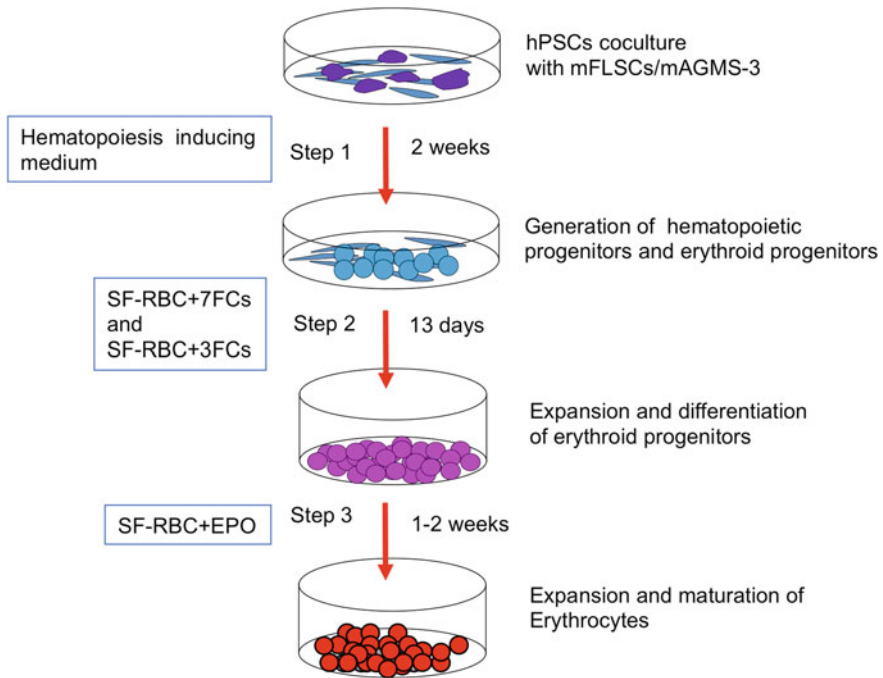 hPSCs coculture
with mFLSCs/mAGMS-3
Hematopoiesis inducing
medium
Step 1
2 weeks
Generation of hematopoietic
progenitors and erythroid progenitors
SF-RBC+7FCs
and
SF-RBC+3FCs
Step 2
13 days
Expansion and differentiation
of erythroid progenitors
SF-RBC+EPO
Step 3
1-2 weeks
Expansion and maturation of
Erythrocytes